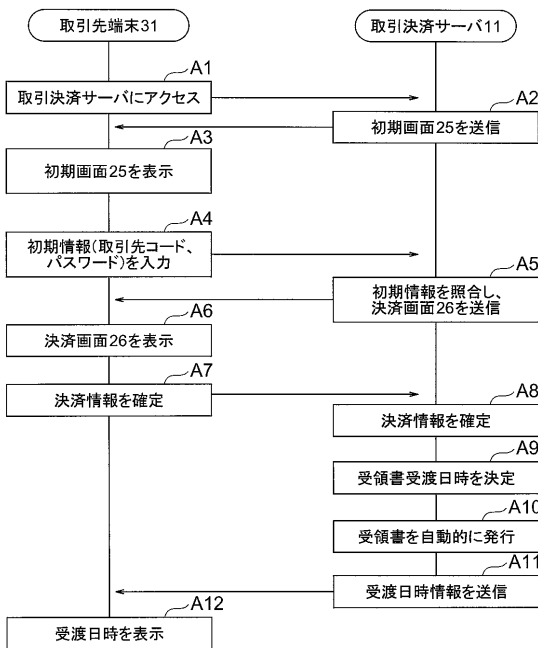 取引先端末31
取引決済サーバ11
A1
取引決済サーバにアクセス
A2
初期画面25を送信
A3
初期画面25を表示
A4
初期情報(取引先コード、
パスワード)を入力
A5
初期情報を照合し、
決済画面26を送信
A6
決済画面26を表示
A7
決済情報を確定
A8
決済情報を確定
A9
受領書受渡日時を決定
A10
受領書を自動的に発行
A11
受渡日時情報を送信
A12
受渡日時を表示